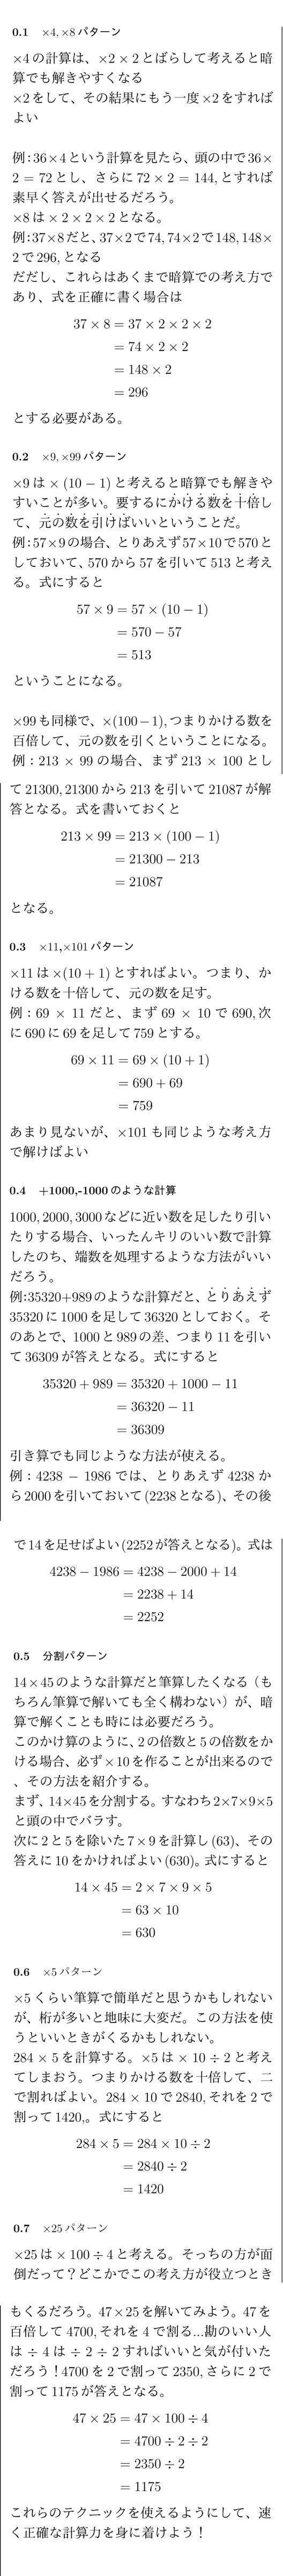 0.1 ×4, ×8 パターン
×4 の計算は、×2 × 2 とばらして考えると暗
算でも解きやすくなる
×2 をして、その結果にもう一度 ×2 をすれば
よい
例:36×4 という計算を見たら、頭の中で 36×
2 = 72 とし、さらに 72 × 2 = 144, とすれば
素早く答えが出せるだろう。
×8 は × 2 × 2 × 2 となる。
例:37×8 だと、37×2 で 74, 74×2 で 148, 148×
2 で 296, となる
だだし、これらはあくまで暗算での考え方で
あり、式を正確に書く場合は
37 × 8 = 37 × 2 × 2 × 2
= 74 × 2 × 2
= 148 × 2
= 296
とする必要がある。
0.2 ×9, ×99 パターン
×9 は × (10 − 1) と考えると暗算でも解きや
すいことが多い。要するにかける数を十倍し
て、元の数を引けばいいということだ。
例:57×9 の場合、とりあえず 57×10 で 570 と
しておいて、570 から 57 を引いて 513 と考え
る。式にすると
57 × 9 = 57 × (10 − 1)
= 570 − 57
= 513
ということになる。
×99 も同様で、×(100−1), つまりかける数を
百倍して、元の数を引くということになる。
例:213 × 99 の場合、まず 213 × 100 とし
て 21300, 21300 から 213 を引いて 21087 が解
答となる。式を書いておくと
213 × 99 = 213 × (100 − 1)
= 21300 − 213
= 21087
となる。
0.3 ×11,×101 パターン
×11 は ×(10 + 1) とすればよい。つまり、か
ける数を十倍して、元の数を足す。
例:69 × 11 だと、まず 69 × 10 で 690, 次
に 690 に 69 を足して 759 とする。
69 × 11 = 69 × (10 + 1)
= 690 + 69
= 759
あまり見ないが、×101 も同じような考え方
で解けばよい
0.4 +1000,-1000 のような計算
1000, 2000, 3000 などに近い数を足したり引い
たりする場合、いったんキリのいい数で計算
したのち、端数を処理するような方法がいい
だろう。
例:35320+989 のような計算だと、とりあえず
35320 に 1000 を足して 36320 としておく。そ
のあとで、1000 と 989 の差、つまり 11 を引い
て 36309 が答えとなる。式にすると
35320 + 989 = 35320 + 1000 − 11
= 36320 − 11
= 36309
引き算でも同じような方法が使える。
例:4238 − 1986 では、とりあえず 4238 か
ら 2000 を引いておいて (2238 となる)、その後
で 14 を足せばよい (2252 が答えとなる)。式は
4238 − 1986 = 4238 − 2000 + 14
= 2238 + 14
= 2252
0.5 分割パターン
14×45 のような計算だと筆算したくなる（も
ちろん筆算で解いても全く構わない）が、暗
算で解くことも時には必要だろう。
このかけ算のように、2 の倍数と 5 の倍数をか
ける場合、必ず × 10 を作ることが出来るので
、その方法を紹介する。
まず、14×45 を分割する。すなわち 2×7×9×5
と頭の中でバラす。
次に 2 と 5 を除いた 7 × 9 を計算し (63)、その
答えに 10 をかければよい (630)。式にすると
14 × 45 = 2 × 7 × 9 × 5
= 63 × 10
= 630
0.6 ×5 パターン
×5 くらい筆算で簡単だと思うかもしれない
が、桁が多いと地味に大変だ。この方法を使
うといいときがくるかもしれない。
284 × 5 を計算する。×5 は × 10 ÷ 2 と考え
てしまおう。つまりかける数を十倍して、二
で割ればよい。284 × 10 で 2840, それを 2 で
割って 1420,。式にすると
284 × 5 = 284 × 10 ÷ 2
= 2840 ÷ 2
= 1420
0.7 ×25 パターン
×25 は × 100 ÷ 4 と考える。そっちの方が面
倒だって？どこかでこの考え方が役立つとき
もくるだろう。47×25 を解いてみよう。47 を
百倍して 4700, それを 4 で割る...勘のいい人
は ÷ 4 は ÷ 2 ÷ 2 すればいいと気が付いた
だろう！4700 を 2 で割って 2350, さらに 2 で
割って 1175 が答えとなる。
47 × 25 = 47 × 100 ÷ 4
= 4700 ÷ 2 ÷ 2
= 2350 ÷ 2
= 1175
これらのテクニックを使えるようにして、速
く正確な計算力を身に着けよう！